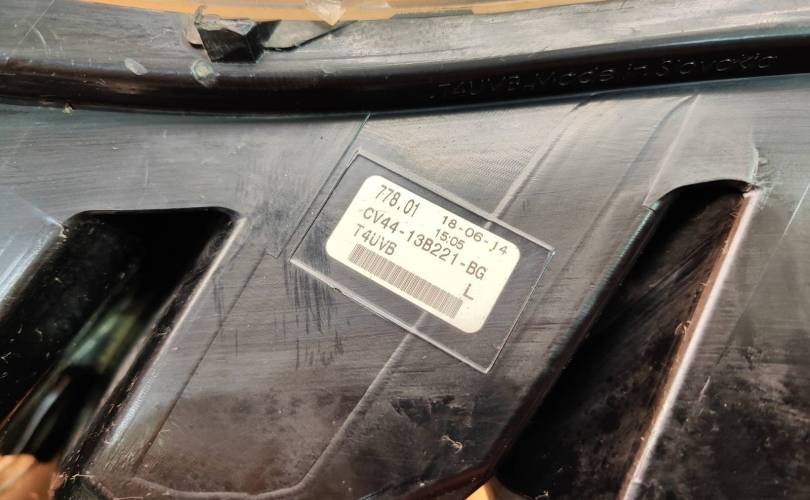 T4UVB-Made in Slovakia
778.01 18-06-14
15:05
CV44-13B221-BG
T4UVB L